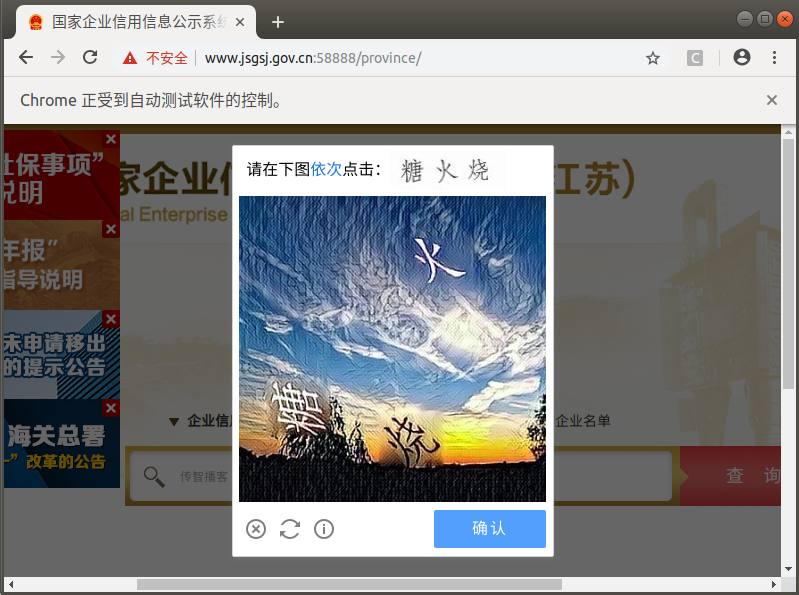 国家企业信用信息公示系统
不安全 www.jsgsj.gov.cn:58888/province/
Chrome 正受到自动测试软件的控制。
社保事项”
说明
年报”
指导说明
未申请移出
的提示公告
海关总署
-”改革的公告
家企业信
江苏）
al Enterprise
请在下图依次点击： 糖 火 烧
火
糖
烧
企业信息
企业名单
传智播客
查 询
确认